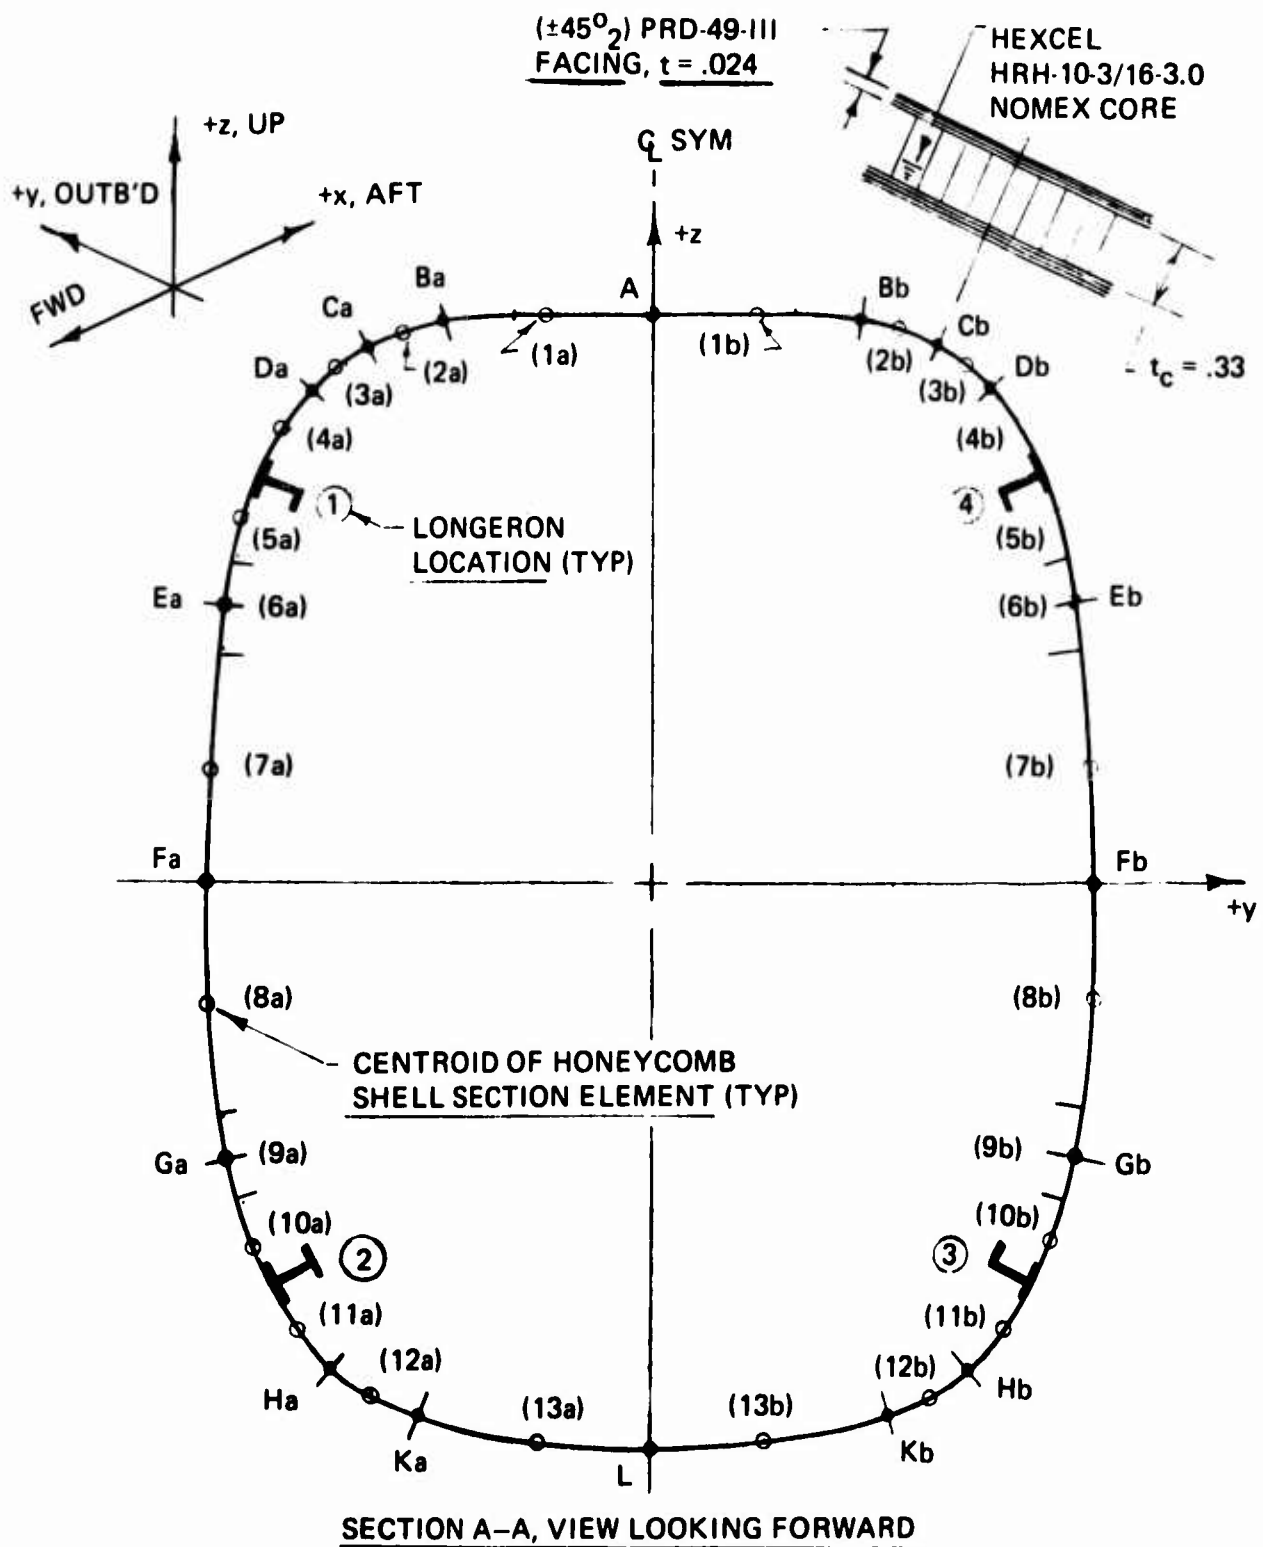 (±45°₂) PRD-49-III
FACING, t = .024
HEXCEL
HRH-10-3/16-3.0
NOMEX CORE
+z, UP
+y, OUTB'D
+x, AFT
FWD
℄ SYM
+z
A
Ba
Bb
Ca
Cb
Da
Db
(1a)
(1b)
(2a)
(2b)
(3a)
(3b)
t_c = .33
(4a)
(4b)
1
4
LONGERON
LOCATION (TYP)
(5a)
(5b)
Ea
(6a)
(6b)
Eb
(7a)
(7b)
Fa
Fb
+y
(8a)
(8b)
CENTROID OF HONEYCOMB
SHELL SECTION ELEMENT (TYP)
Ga
(9a)
(9b)
Gb
(10a)
(10b)
2
3
(11a)
(11b)
(12a)
(12b)
Ha
Hb
(13a)
(13b)
Ka
Kb
L
SECTION A–A, VIEW LOOKING FORWARD